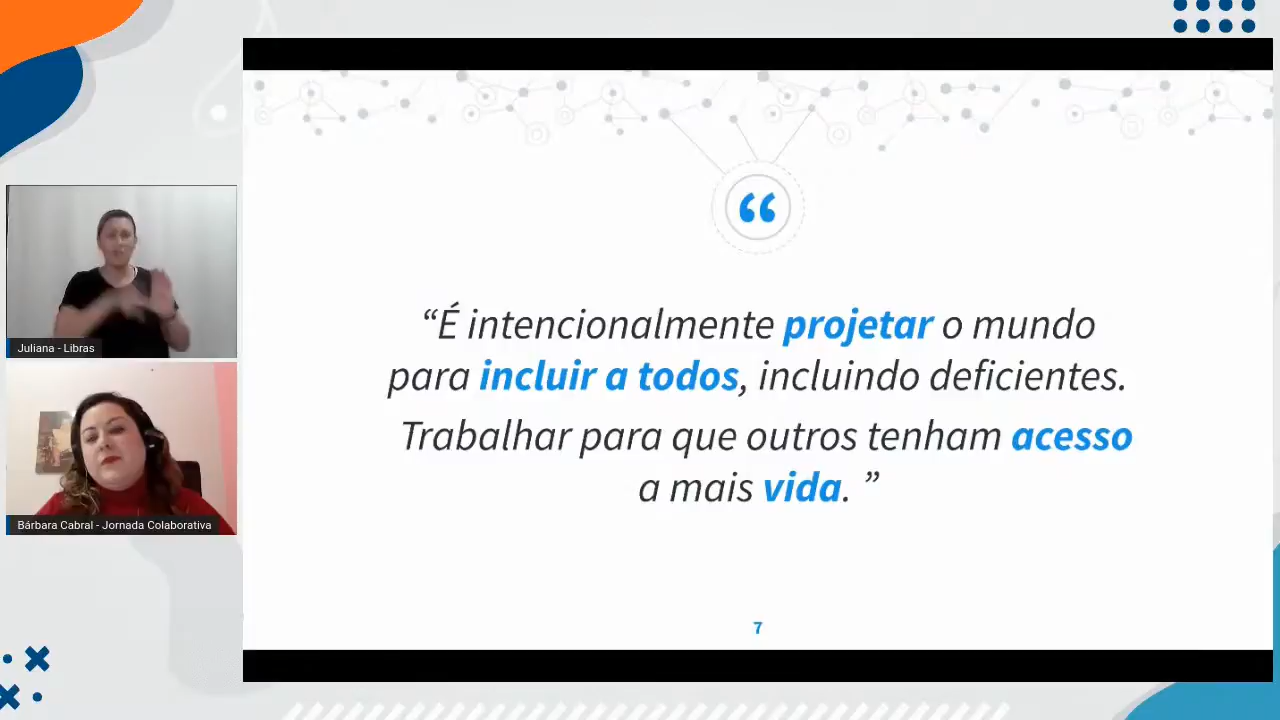 “
“É intencionalmente projetar o mundo
para incluir a todos, incluindo deficientes.
Trabalhar para que outros tenham acesso
a mais vida. ”
7
Juliana - Libras
Bárbara Cabral - Jornada Colaborativa